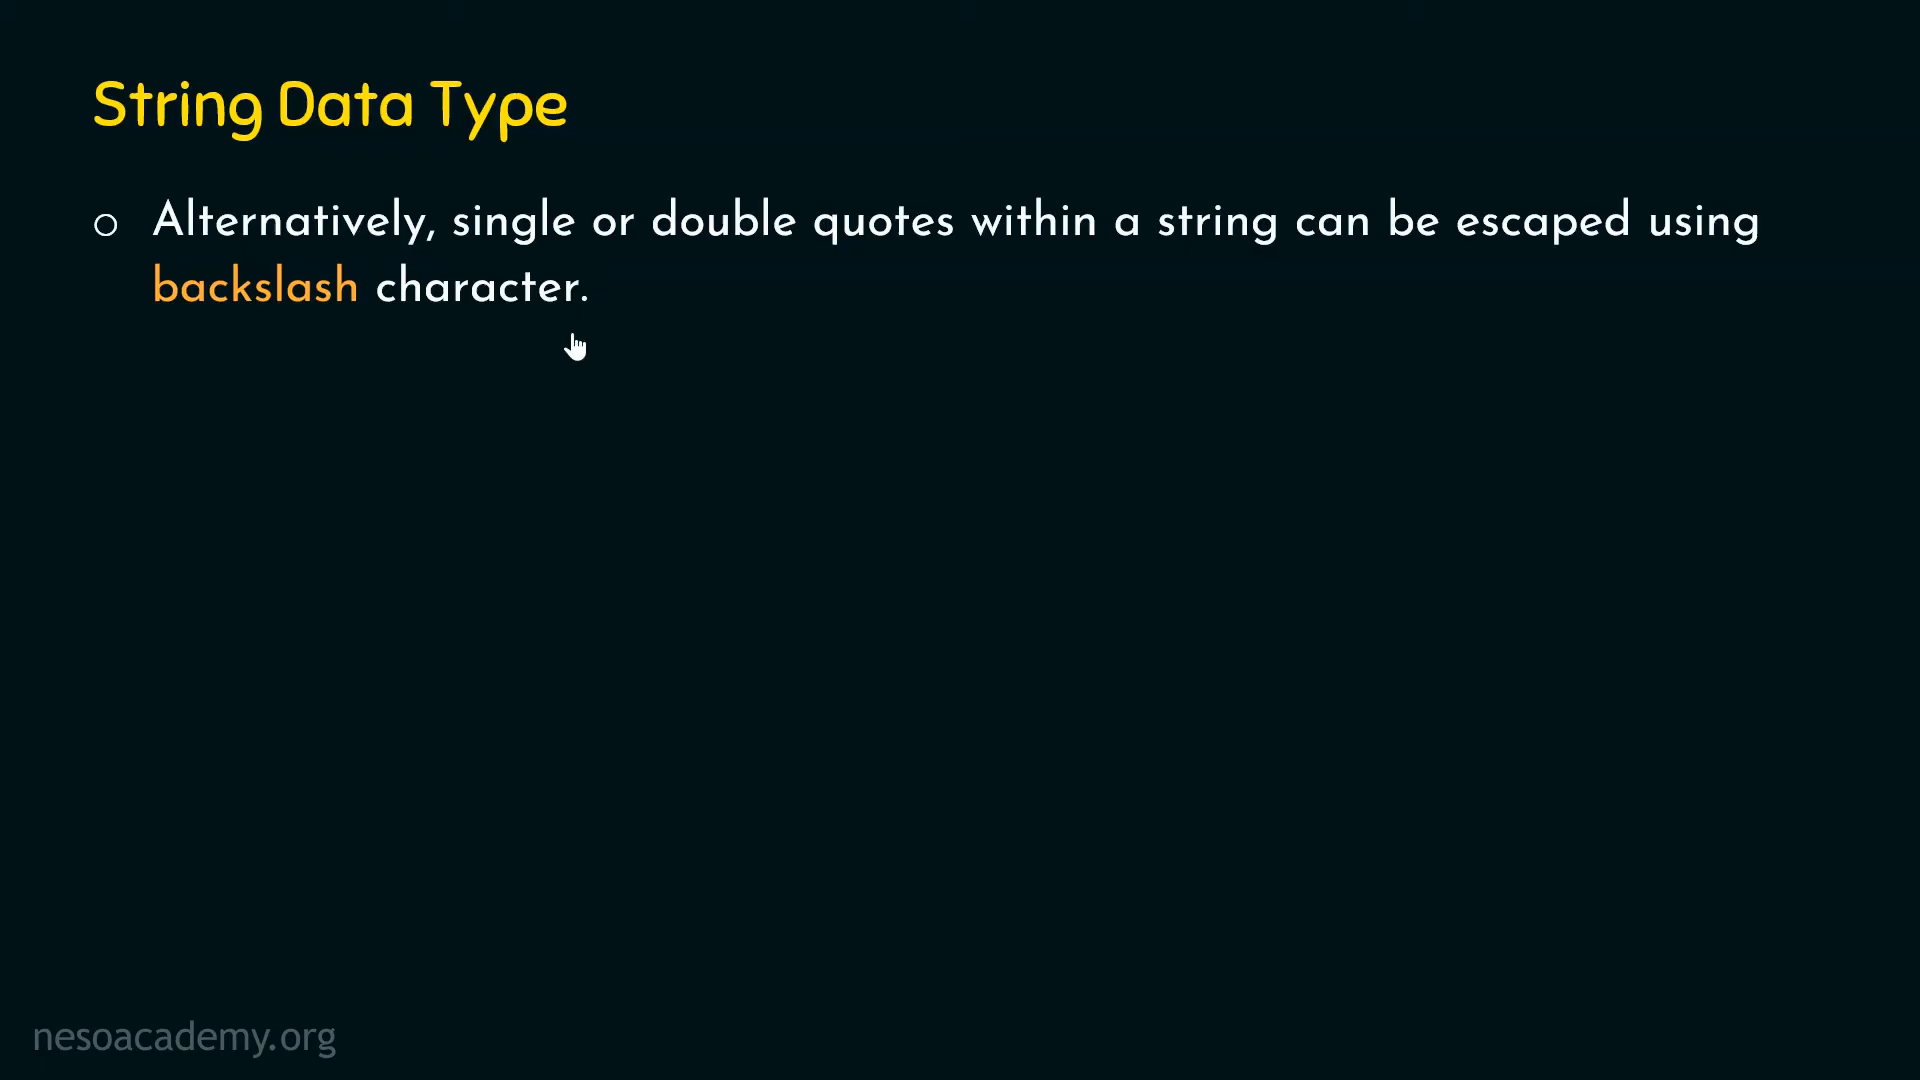 String Data Type
○ Alternatively, single or double quotes within a string can be escaped using
backslash character.
nesoacademy.org